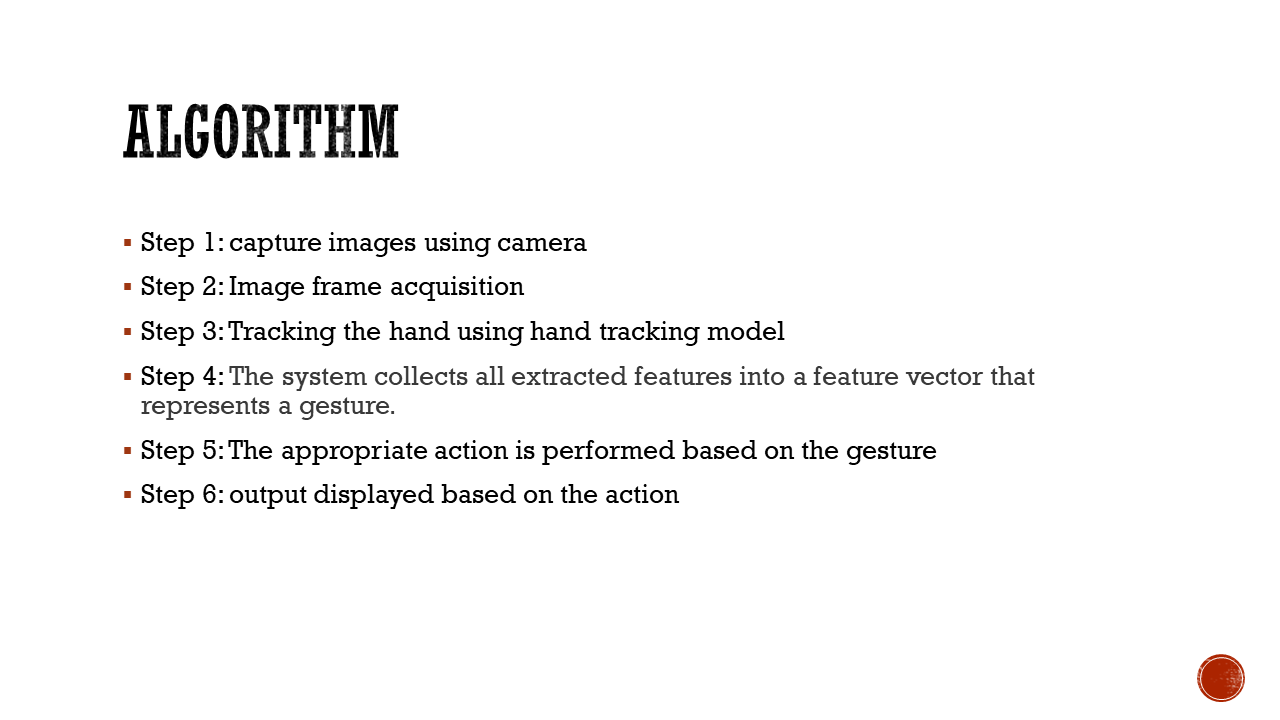 ALGORITHM
▪ Step 1: capture images using camera
▪ Step 2: Image frame acquisition
▪ Step 3: Tracking the hand using hand tracking model
▪ Step 4: The system collects all extracted features into a feature vector that
represents a gesture.
▪ Step 5: The appropriate action is performed based on the gesture
▪ Step 6: output displayed based on the action